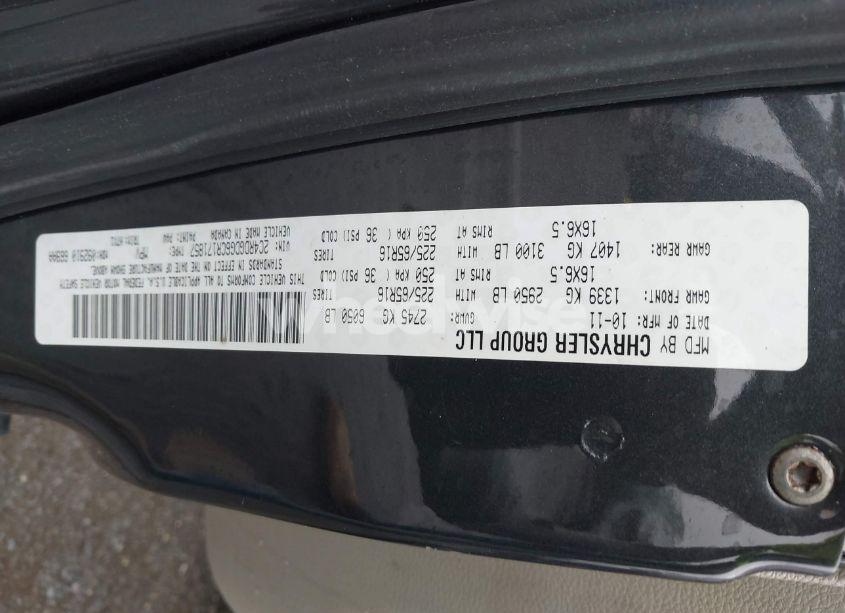 MFD BY CHRYSLER GROUP LLC
DATE OF MFR: 10-11 GVWR: 2745 KG 6050 LB
GAWR FRONT: 1339 KG 2950 LB WITH 225/65R16 TIRES
16X6.5 RIMS AT 250 KPA ( 36 PSI) COLD
GAWR REAR: 1407 KG 3100 LB WITH 225/65R16 TIRES
16X6.5 RIMS AT 250 KPA ( 36 PSI) COLD
THIS VEHICLE CONFORMS TO ALL APPLICABLE U.S.A. FEDERAL MOTOR VEHICLE SAFETY
STANDARDS IN EFFECT ON THE DATE OF MANUFACTURE SHOWN ABOVE.
VIN: TYPE: MPV MDH:
VEHICLE MADE IN CANADA PAINT: